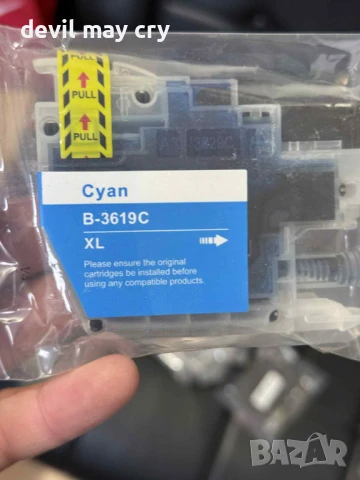 devil may cry
PULL
PULL
3629C
Cyan
B-3619C
XL
Please ensure the original
cartridges be installed before
using any compatible products.
BAZAR